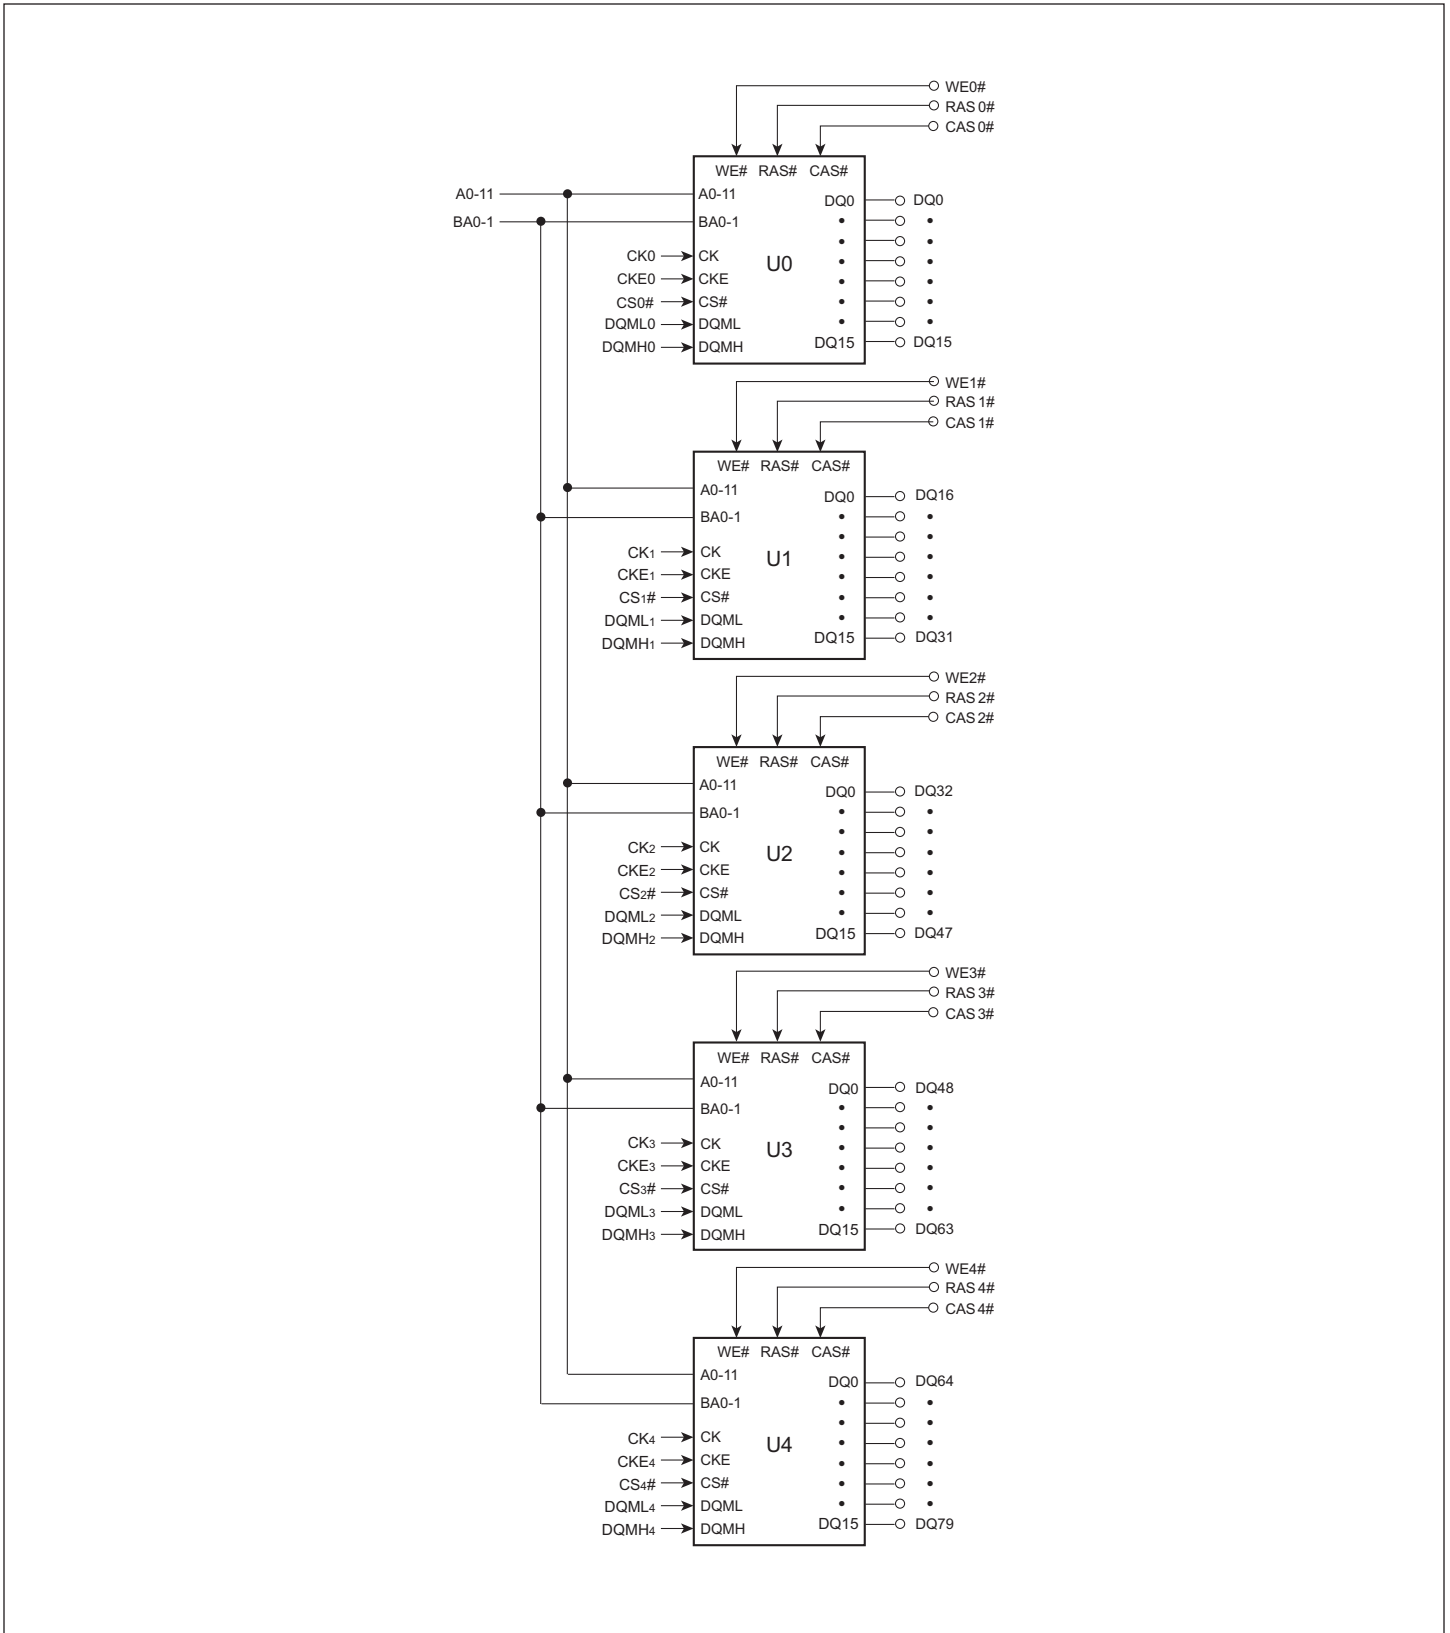 WE0#
RAS 0#
CAS 0#
WE# RAS# CAS#
A0-11 A0-11
DQ0 DQ0
BA0-1 BA0-1
CK0 CK
U0
CKE0 CKE
CS0# CS#
DQML0 DQML
DQMH0 DQMH
DQ15 DQ15
WE1#
RAS 1#
CAS 1#
WE# RAS# CAS#
A0-11
DQ0 DQ16
BA0-1
CK1 CK
U1
CKE1 CKE
CS1# CS#
DQML1 DQML
DQMH1 DQMH
DQ15 DQ31
WE2#
RAS 2#
CAS 2#
WE# RAS# CAS#
A0-11
DQ0 DQ32
BA0-1
CK2 CK
U2
CKE2 CKE
CS2# CS#
DQML2 DQML
DQMH2 DQMH
DQ15 DQ47
WE3#
RAS 3#
CAS 3#
WE# RAS# CAS#
A0-11
DQ0 DQ48
BA0-1
CK3 CK
U3
CKE3 CKE
CS3# CS#
DQML3 DQML
DQMH3 DQMH
DQ15 DQ63
WE4#
RAS 4#
CAS 4#
WE# RAS# CAS#
A0-11
DQ0 DQ64
BA0-1
CK4 CK
U4
CKE4 CKE
CS4# CS#
DQML4 DQML
DQMH4 DQMH
DQ15 DQ79